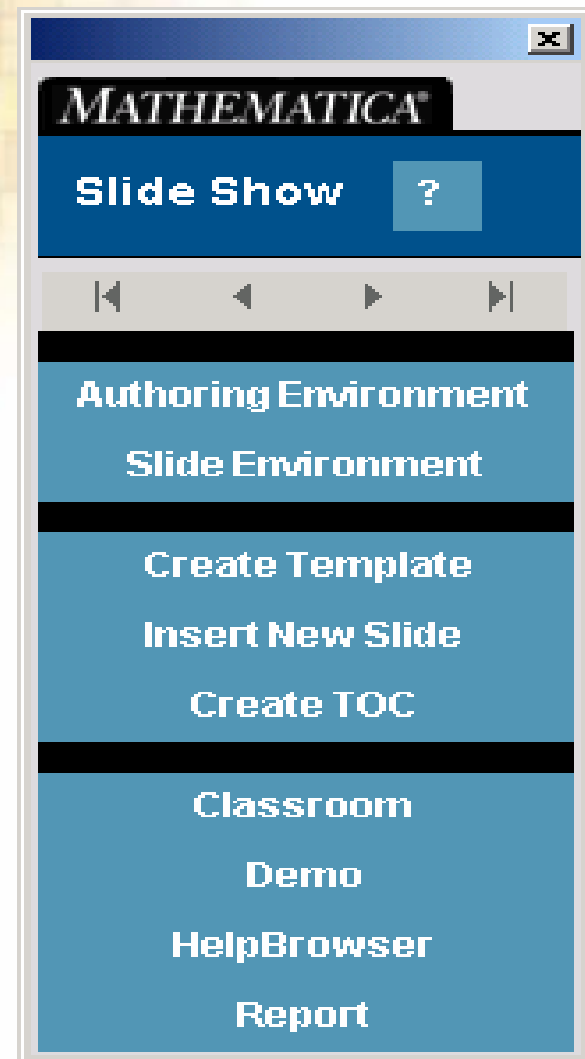 MATHEMATICA®
Slide Show ?
Authoring Environment
Slide Environment
Create Template
Insert New Slide
Create TOC
Classroom
Demo
HelpBrowser
Report